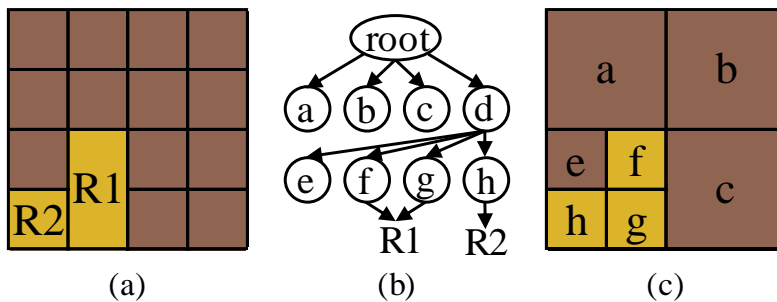 root
a b
a b c d
R1
e f
e f g h
c
R2
h g
R1 R2
(a) (b) (c)